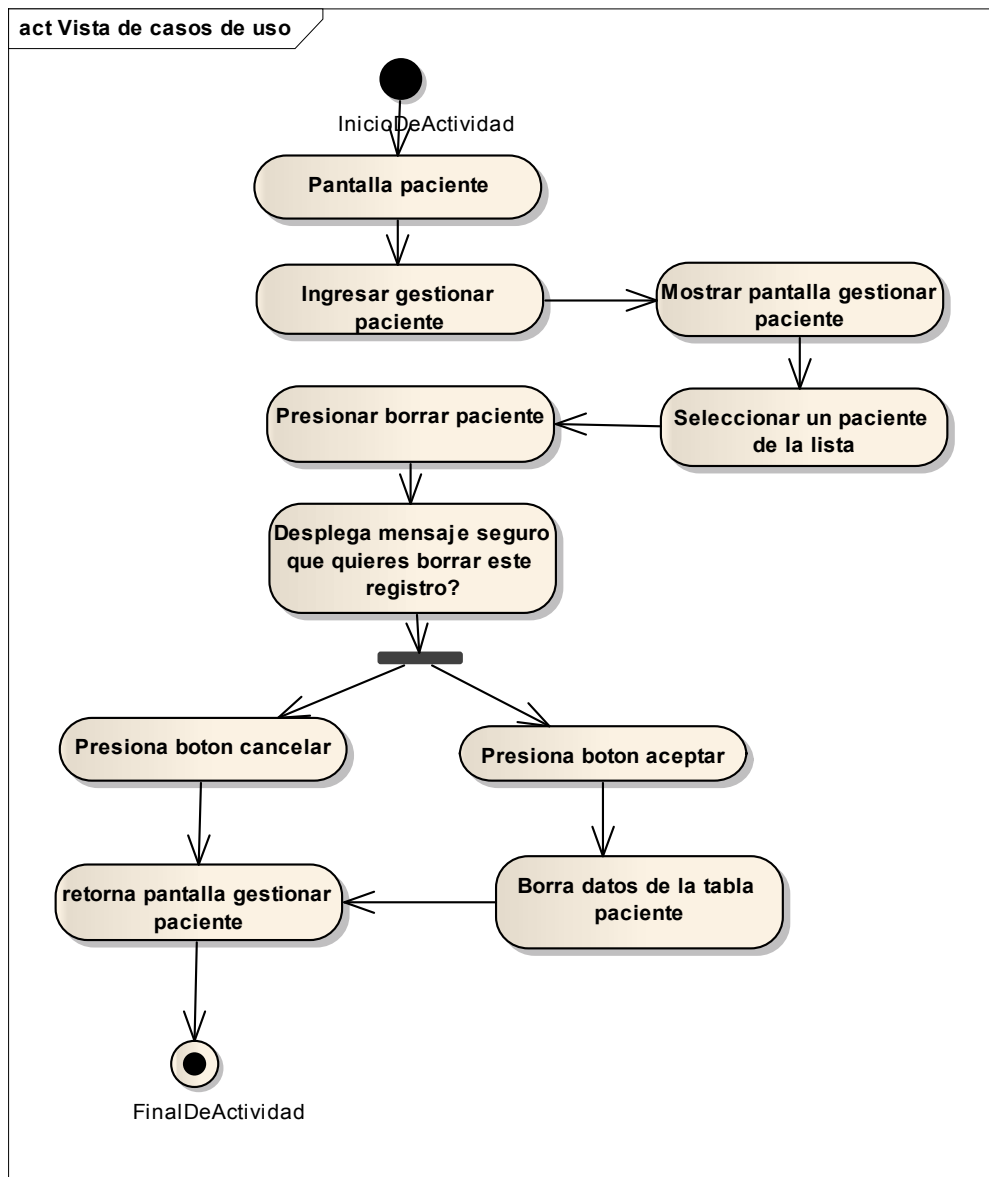 act Vista de casos de uso
InicioDeActividad
Pantalla paciente
Ingresar gestionar
paciente
Mostrar pantalla gestionar
paciente
Presionar borrar paciente
Seleccionar un paciente
de la lista
Desplega mensaje seguro
que quieres borrar este
registro?
Presiona boton cancelar
Presiona boton aceptar
retorna pantalla gestionar
paciente
Borra datos de la tabla
paciente
FinalDeActividad